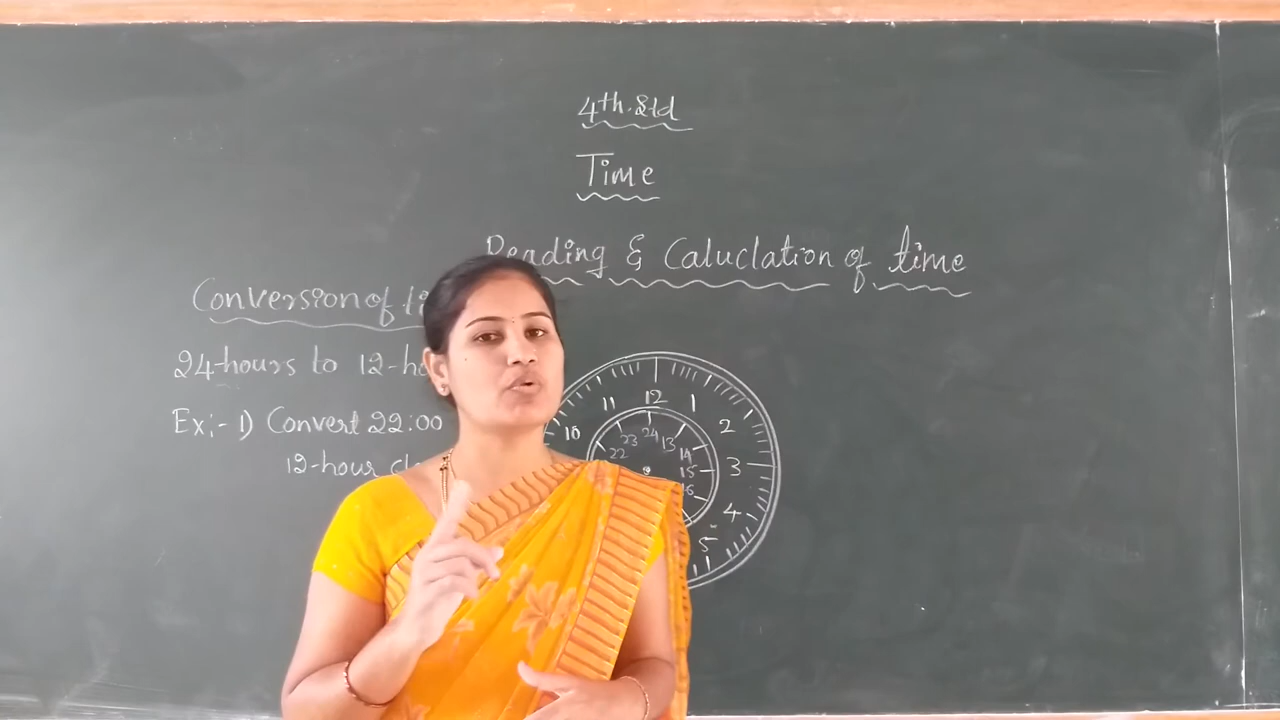 4th.Std
Time
Reading & Caluclation of time
Conversion of
24-hours to 12-
Ex:- 1) Convert 22:00
12-hour
11 12 1
10 2
23 24 13
22 14
15 3
16 4
5